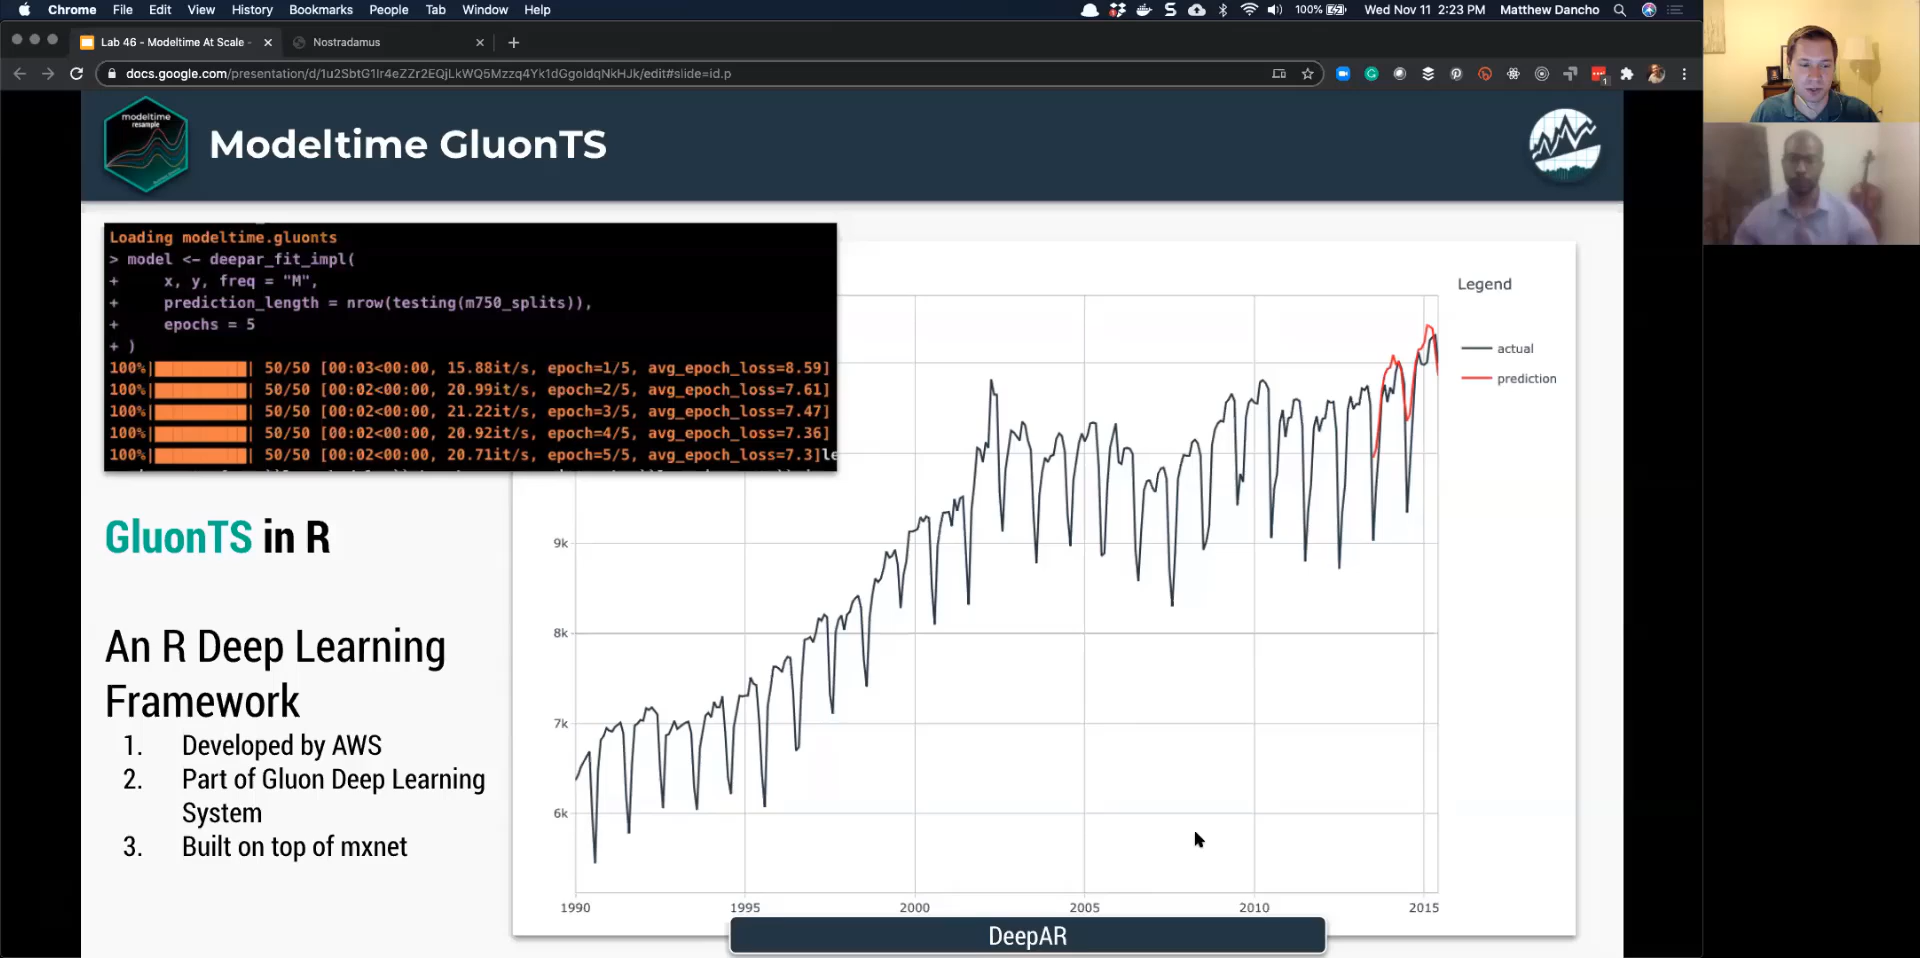 Chrome File Edit View History Bookmarks People Tab Window Help 100% Wed Nov 11 2:23 PM Matthew Dancho
Lab 46 - Modeltime At Scale - Nostradamus
docs.google.com/presentation/d/1u2SbtG1Ir4eZZr2EQjLkWQ5Mzzq4Yk1dGgoIdqNkHJk/edit#slide=id.p
modeltime
resample
Modeltime GluonTS
Loading modeltime.gluonts
> model <- deepar_fit_impl(
+ x, y, freq = "M",
+ prediction_length = nrow(testing(m750_splits)),
+ epochs = 5
+ )
100%| 50/50 [00:03<00:00, 15.88it/s, epoch=1/5, avg_epoch_loss=8.59]
100%| 50/50 [00:02<00:00, 20.99it/s, epoch=2/5, avg_epoch_loss=7.61]
100%| 50/50 [00:02<00:00, 21.22it/s, epoch=3/5, avg_epoch_loss=7.47]
100%| 50/50 [00:02<00:00, 20.92it/s, epoch=4/5, avg_epoch_loss=7.36]
100%| 50/50 [00:02<00:00, 20.71it/s, epoch=5/5, avg_epoch_loss=7.3]le
Legend
actual
prediction
GluonTS in R
An R Deep Learning
Framework
1. Developed by AWS
2. Part of Gluon Deep Learning
System
3. Built on top of mxnet
9k
8k
7k
6k
1990 1995 2000 2005 2010 2015
DeepAR